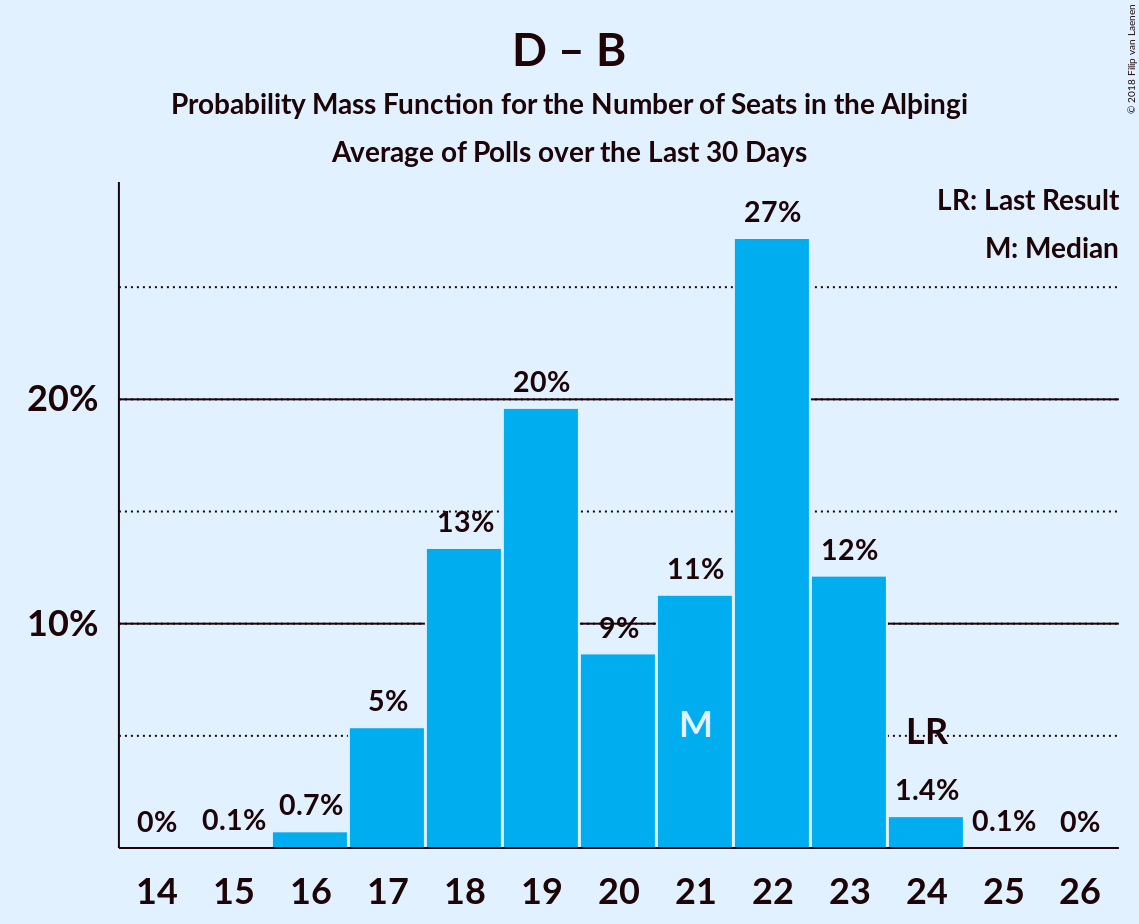 D – B
Probability Mass Function for the Number of Seats in the Alþingi
Average of Polls over the Last 30 Days
© 2018 Filip van Laenen
LR: Last Result
M: Median
27%
20%
20%
13%
12%
11%
10%
9%
5%
M
LR
1.4%
0.7%
0%
0.1%
0.1%
0%
14 15 16 17 18 19 20 21 22 23 24 25 26